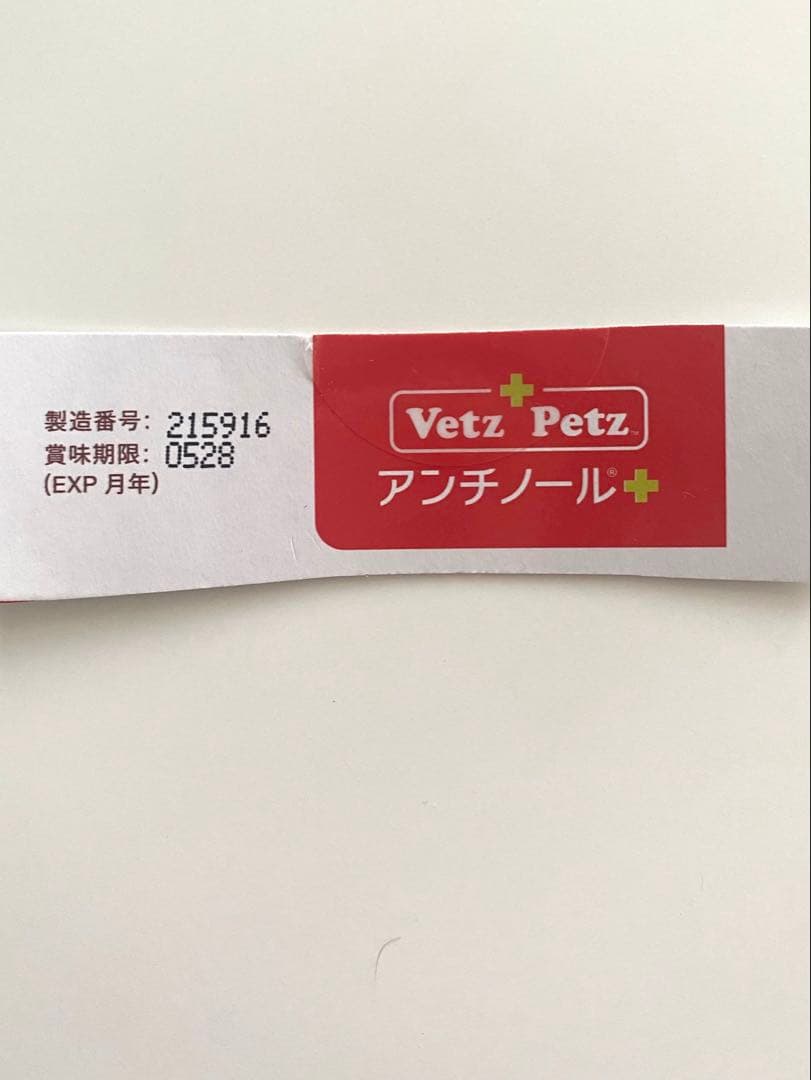 製造番号: 215916
賞味期限: 0528
(EXP 月年)
Vetz Petz™
アンチノール®